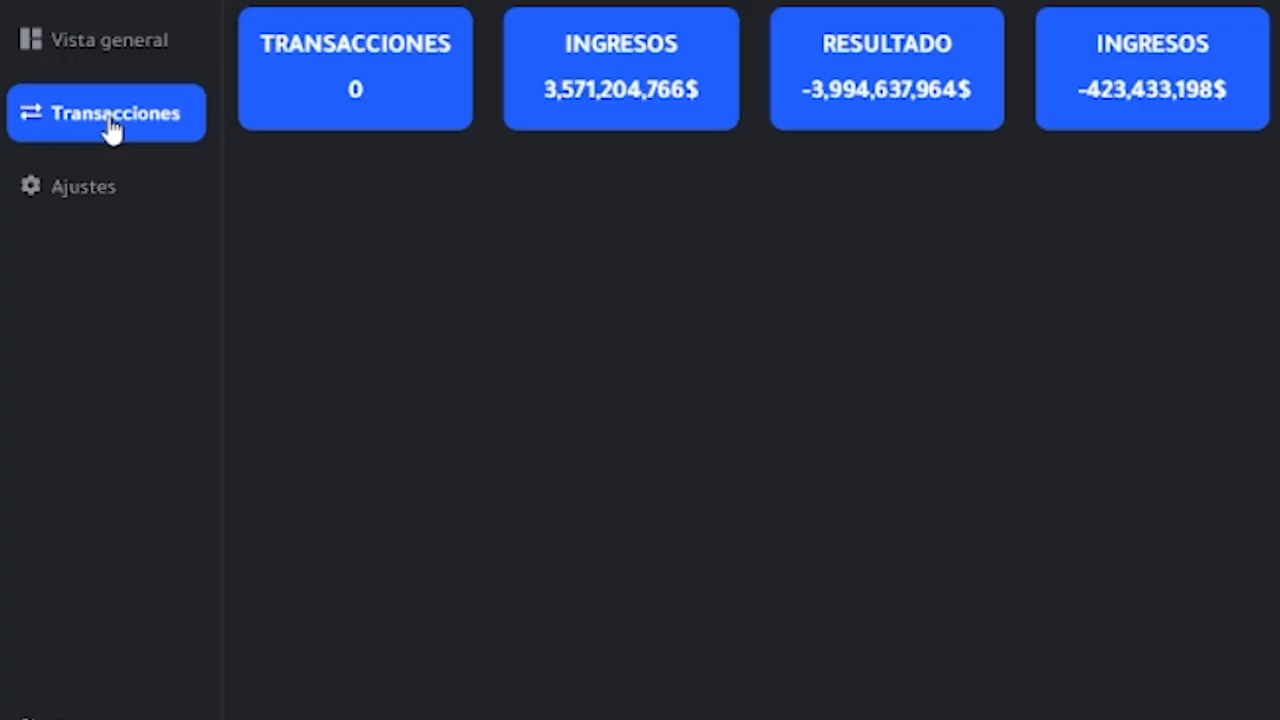 Vista general
Transacciones
Ajustes
TRANSACCIONES
0
INGRESOS
3,571,204,766$
RESULTADO
-3,994,637,964$
INGRESOS
-423,433,198$